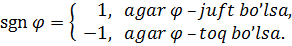 sgn φ = { 1, agar φ – juft bo'lsa,
−1, agar φ – toq bo'lsa.